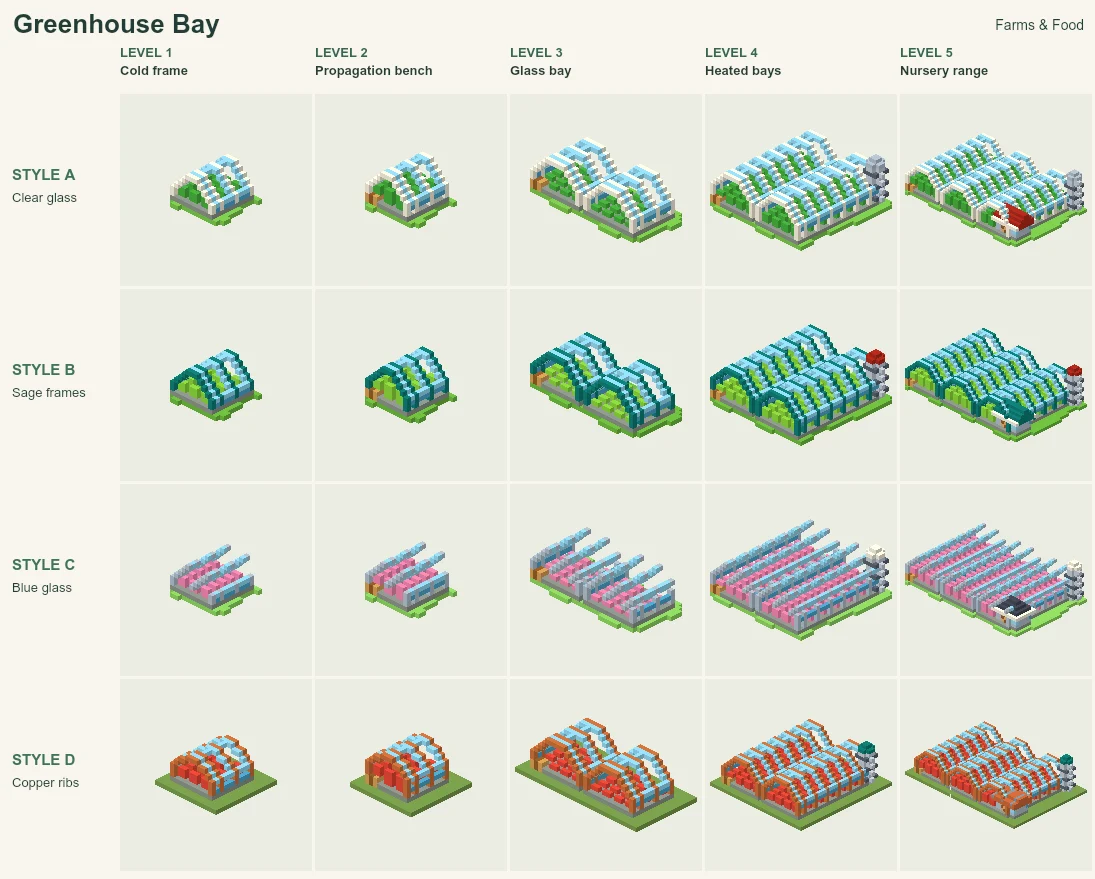 Greenhouse Bay
Farms & Food
LEVEL 1
Cold frame
LEVEL 2
Propagation bench
LEVEL 3
Glass bay
LEVEL 4
Heated bays
LEVEL 5
Nursery range
STYLE A
Clear glass
STYLE B
Sage frames
STYLE C
Blue glass
STYLE D
Copper ribs